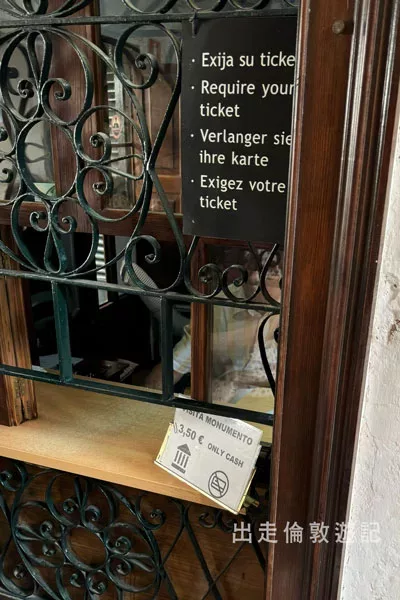 · Exija su ticke
· Require your
ticket
· Verlanger sie
ihre karte
· Exigez votre
ticket
VISITA MONUMENTO
3,50 €
ONLY CASH
出走倫敦遊記